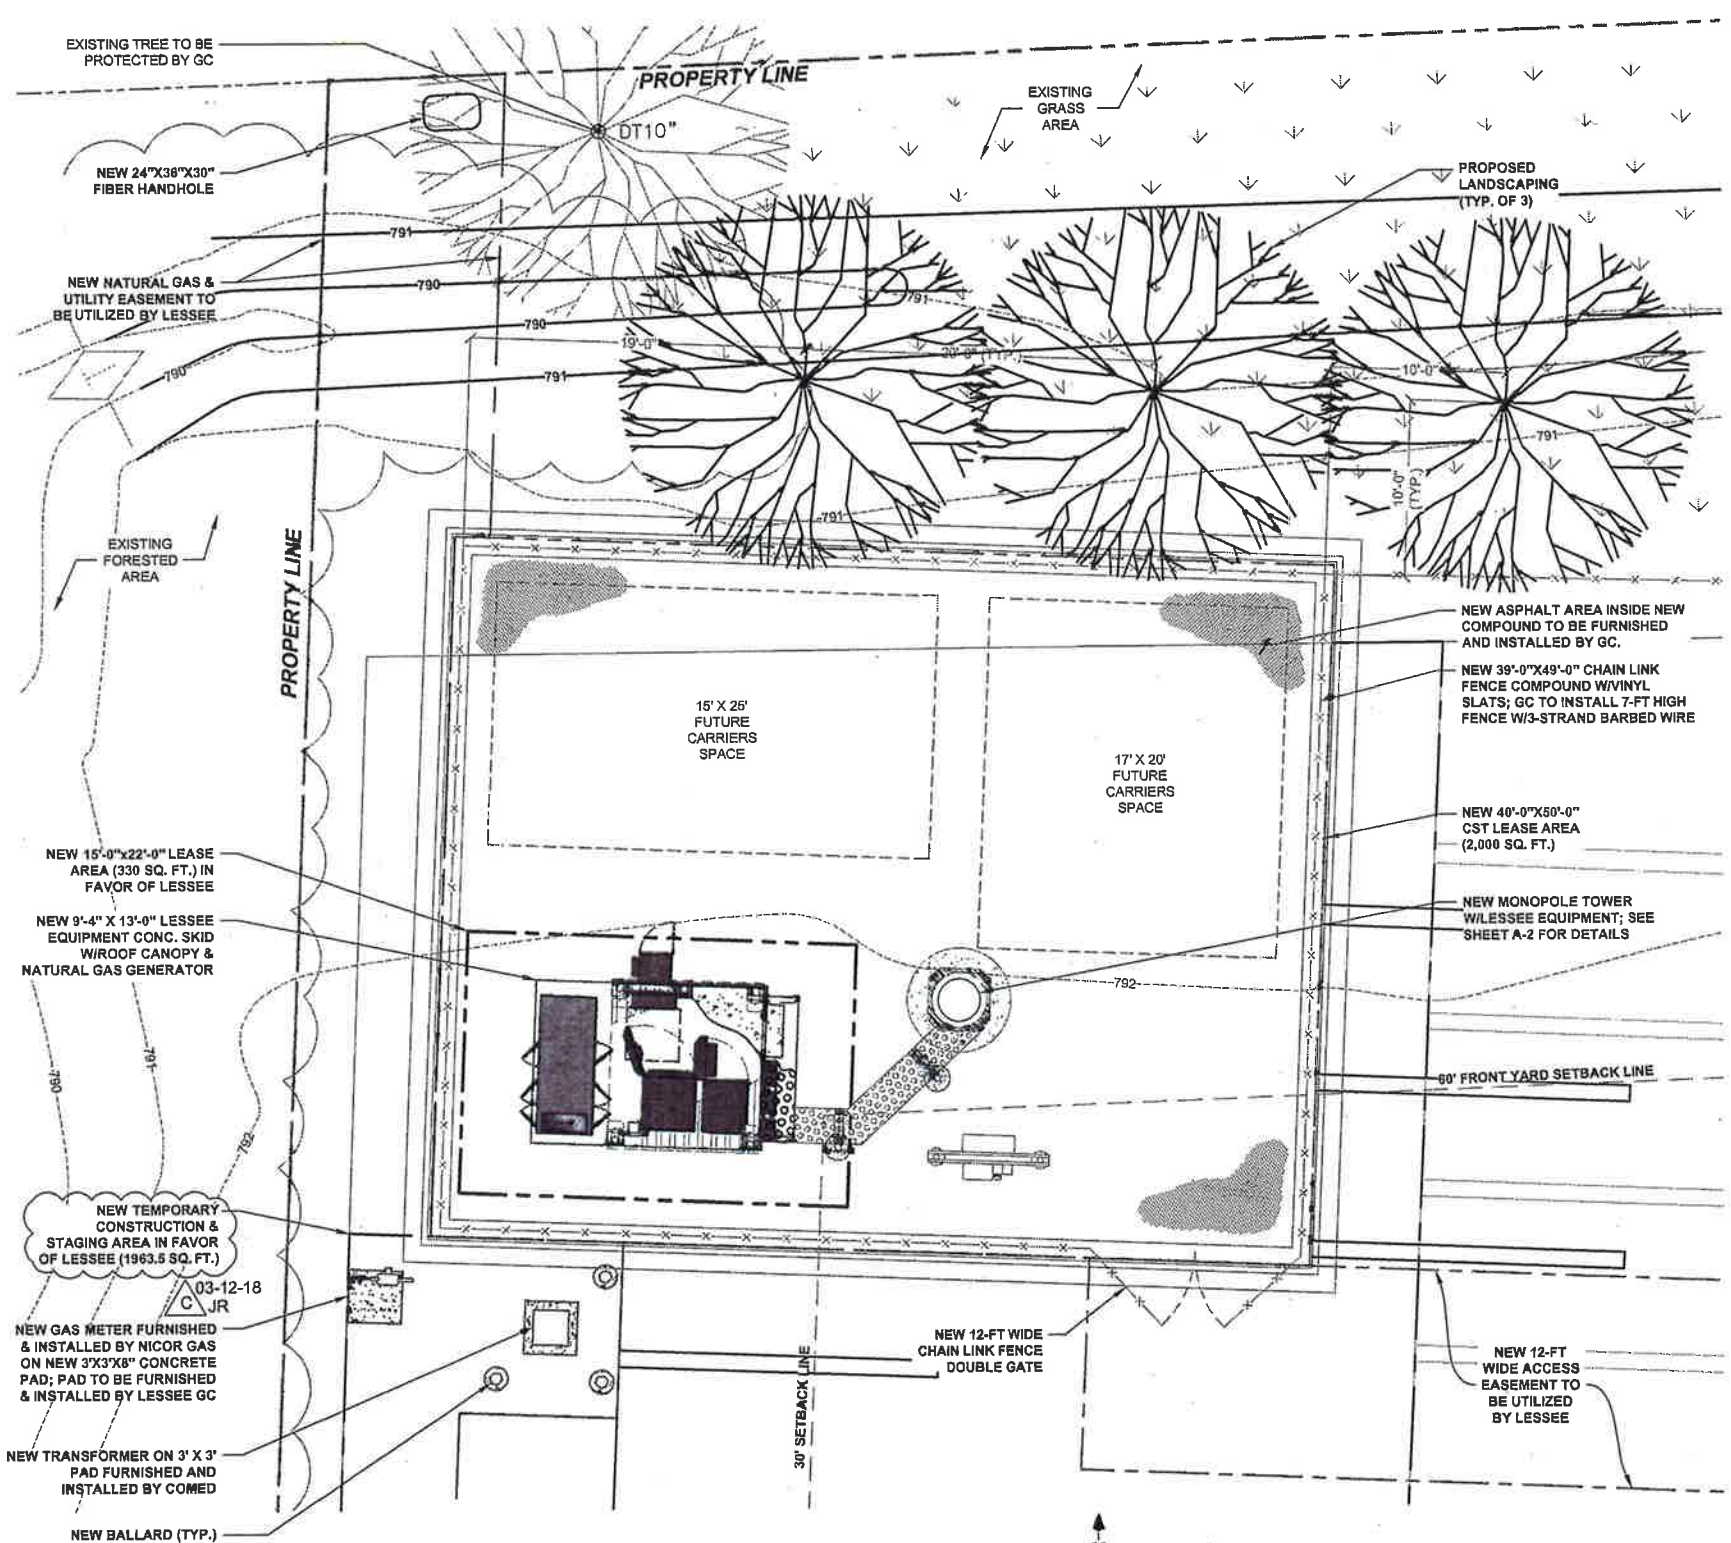 EXISTING TREE TO BE
PROTECTED BY GC
PROPERTY LINE
DT10"
EXISTING
GRASS
AREA
NEW 24"X36"X30"
FIBER HANDHOLE
PROPOSED
LANDSCAPING
(TYP. OF 3)
791
NEW NATURAL GAS &
UTILITY EASEMENT TO
BE UTILIZED BY LESSEE
790
791
790
19'-0"
20'-0" (TYP.)
10'-0"
790
791
791
10'-0"
(TYP.)
791
EXISTING
FORESTED
AREA
PROPERTY LINE
NEW ASPHALT AREA INSIDE NEW
COMPOUND TO BE FURNISHED
AND INSTALLED BY GC.
NEW 39'-0"X49'-0" CHAIN LINK
FENCE COMPOUND W/VINYL
SLATS; GC TO INSTALL 7-FT HIGH
FENCE W/3-STRAND BARBED WIRE
15' X 25'
FUTURE
CARRIERS
SPACE
17' X 20'
FUTURE
CARRIERS
SPACE
NEW 40'-0"X50'-0"
CST LEASE AREA
(2,000 SQ. FT.)
NEW 15'-0"x22'-0" LEASE
AREA (330 SQ. FT.) IN
FAVOR OF LESSEE
NEW MONOPOLE TOWER
W/LESSEE EQUIPMENT; SEE
SHEET A-2 FOR DETAILS
NEW 9'-4" X 13'-0" LESSEE
EQUIPMENT CONC. SKID
W/ROOF CANOPY &
NATURAL GAS GENERATOR
792
790
791
60' FRONT YARD SETBACK LINE
792
NEW TEMPORARY
CONSTRUCTION &
STAGING AREA IN FAVOR
OF LESSEE (1963.5 SQ. FT.)
C
03-12-18
JR
NEW GAS METER FURNISHED
& INSTALLED BY NICOR GAS
ON NEW 3'X3'X8" CONCRETE
PAD; PAD TO BE FURNISHED
& INSTALLED BY LESSEE GC
NEW 12-FT WIDE
CHAIN LINK FENCE
DOUBLE GATE
30' SETBACK LINE
NEW 12-FT
WIDE ACCESS
EASEMENT TO
BE UTILIZED
BY LESSEE
NEW TRANSFORMER ON 3' X 3'
PAD FURNISHED AND
INSTALLED BY COMED
NEW BALLARD (TYP.)